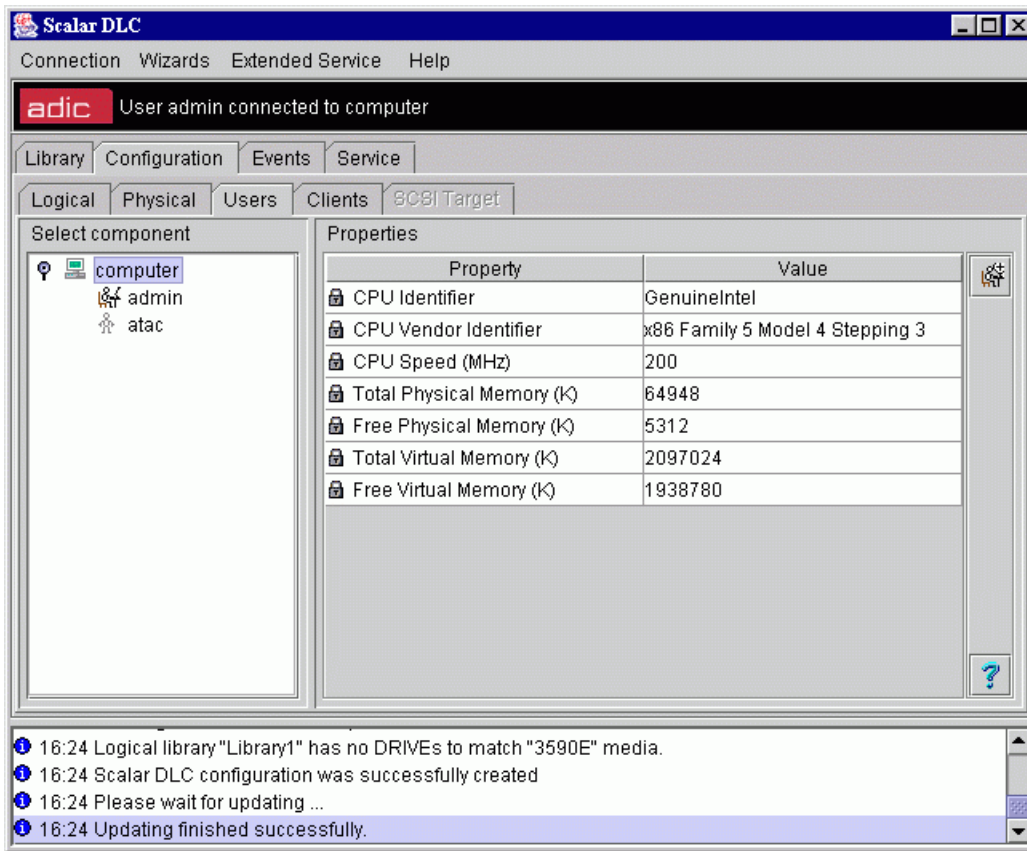 Scalar DLC
Connection Wizards Extended Service Help
adic User admin connected to computer
Library Configuration Events Service
Logical Physical Users Clients SCSI Target
Select component Properties
computer
admin
atac
Property Value
CPU Identifier GenuineIntel
CPU Vendor Identifier x86 Family 5 Model 4 Stepping 3
CPU Speed (MHz) 200
Total Physical Memory (K) 64948
Free Physical Memory (K) 5312
Total Virtual Memory (K) 2097024
Free Virtual Memory (K) 1938780
16:24 Logical library "Library1" has no DRIVEs to match "3590E" media.
16:24 Scalar DLC configuration was successfully created
16:24 Please wait for updating ...
16:24 Updating finished successfully.